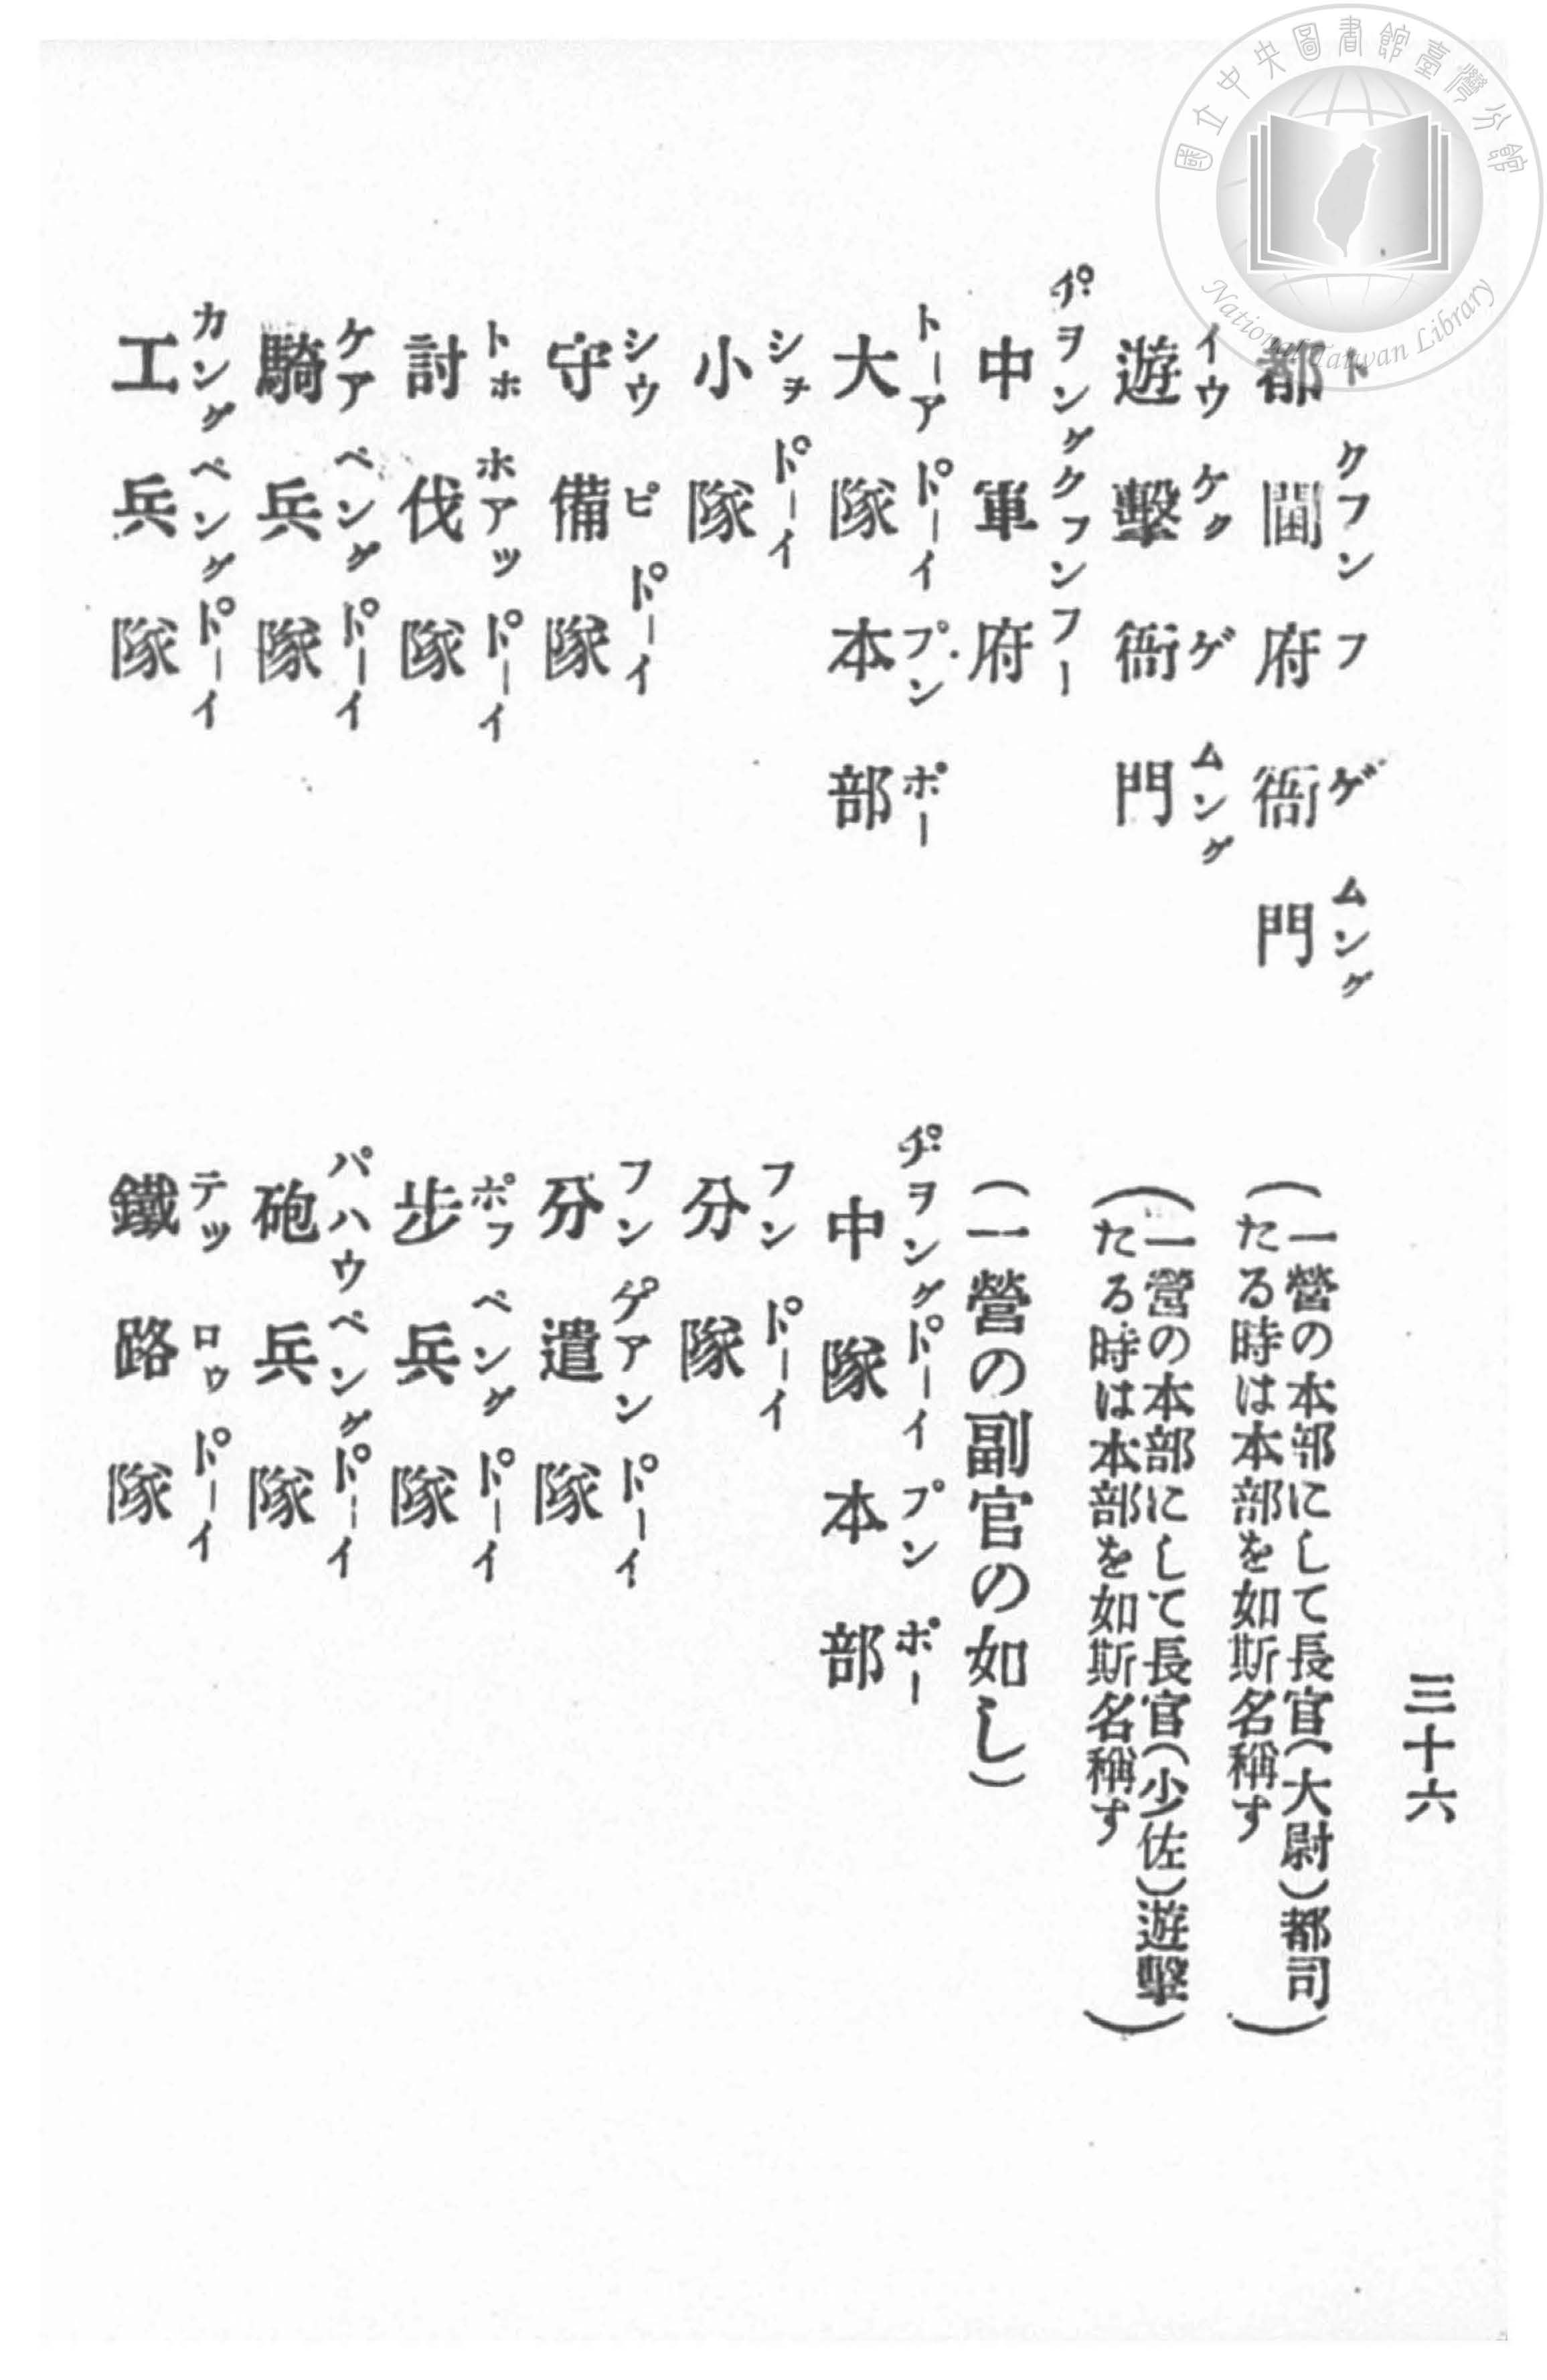 國立中央圖書館臺灣分館
National Taiwan Library
三十六
都閫府衙門
ト クフン フ ゲ ムング
(一營の本部にして長官(大尉)都司
たる時は本部を如斯名稱す)
遊擊衙門
イウ ケク ゲ ムング
(一營の本部にして長官(少佐)遊擊
たる時は本部を如斯名稱す)
中軍府
ヂヲングクフンフー
(一營の副官の如し)
大隊本部
トーア ド゚ーイ プン ポー
中隊本部
ヂヲングド゚ーイ プン ポー
小隊
シヲ ド゚ーイ
分隊
フン ド゚ーイ
守備隊
シウ ピ ド゚ーイ
分遣隊
フン ゲアン ド゚ーイ
討伐隊
トホ ホアッ ド゚ーイ
步兵隊
ポフ ペング ド゚ーイ
騎兵隊
ケア ペング ド゚ーイ
砲兵隊
パハウペングド゚ーイ
工兵隊
カングペングド゚ーイ
鐵路隊
テッ ロウ ド゚ーイ